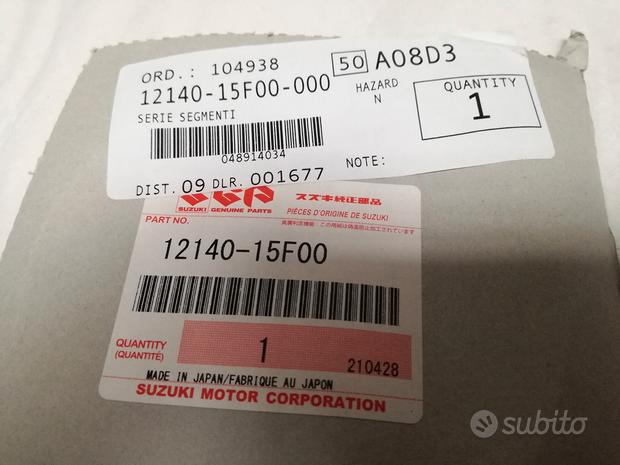 ORD.: 104938
50 A08D3
12140-15F00-000
HAZARD
N
QUANTITY
1
SERIE SEGMENTI
048914034
DIST. 09 DLR. 001677
NOTE:
SGP スズキ純正部品
SUZUKI GENUINE PARTS PIÈCES D'ORIGINE DE SUZUKI
PART NO.
12140-15F00
QUANTITY
(QUANTITÉ)
1
210428
MADE IN JAPAN/FABRIQUE AU JAPON
SUZUKI MOTOR CORPORATION
subito